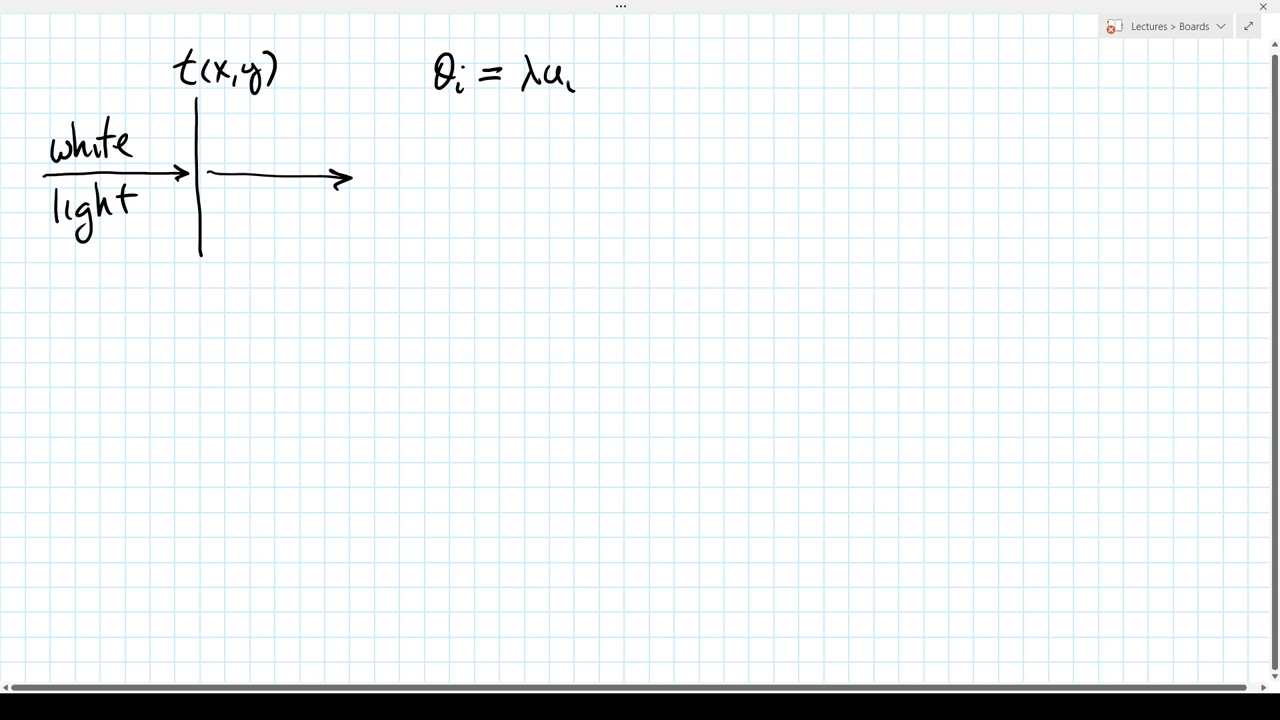 Lectures > Boards
t(x,y)
θᵢ = λuᵢ
white
light